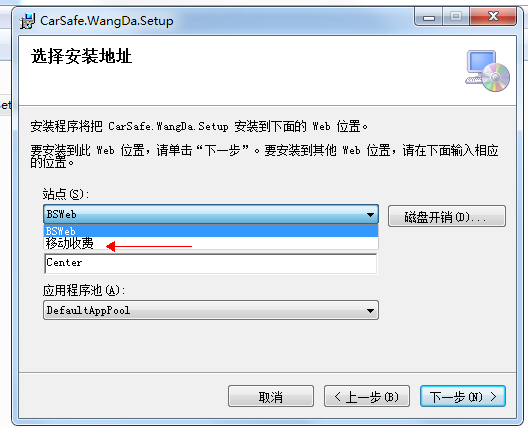 CarSafe.WangDa.Setup
选择安装地址
安装程序将把 CarSafe.WangDa.Setup 安装到下面的 Web 位置。
要安装到此 Web 位置，请单击“下一步”。要安装到其他 Web 位置，请在下面输入相应
的位置。
站点(S):
BSWeb
磁盘开销(D)...
BSWeb
移动收费
Center
应用程序池(A):
DefaultAppPool
取消
< 上一步(B)
下一步(N) >